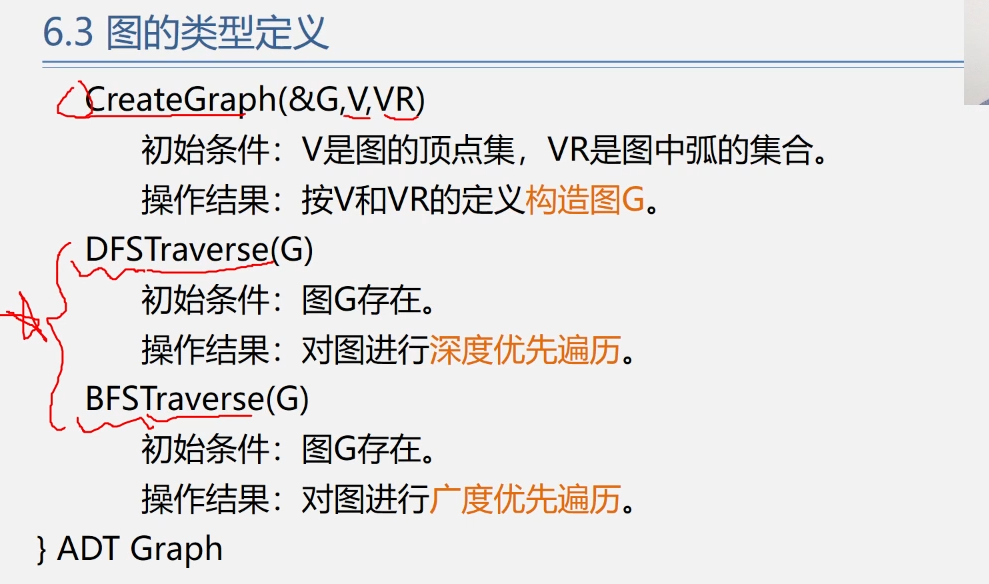 6.3 图的类型定义
CreateGraph(&G,V,VR)
初始条件：V是图的顶点集，VR是图中弧的集合。
操作结果：按V和VR的定义构造图G。
DFSTraverse(G)
初始条件：图G存在。
操作结果：对图进行深度优先遍历。
BFSTraverse(G)
初始条件：图G存在。
操作结果：对图进行广度优先遍历。
} ADT Graph